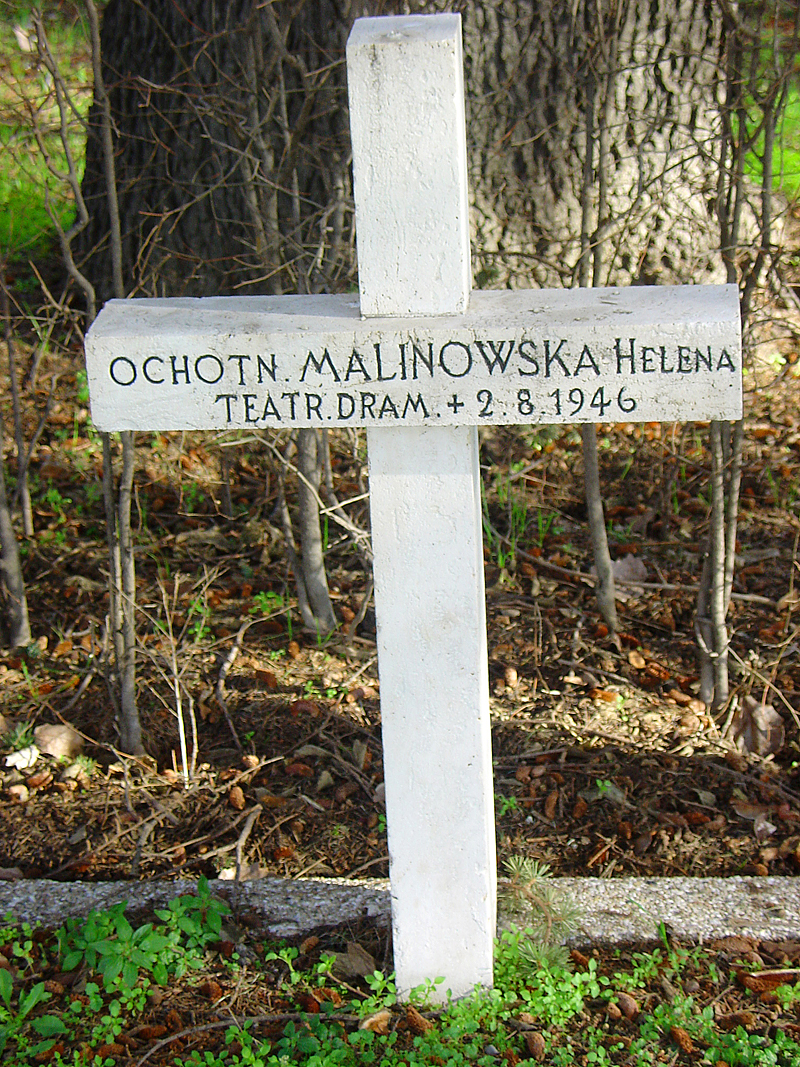 OCHOTN. MALINOWSKA HELENA
TEATR. DRAM. + 2. 8. 1946